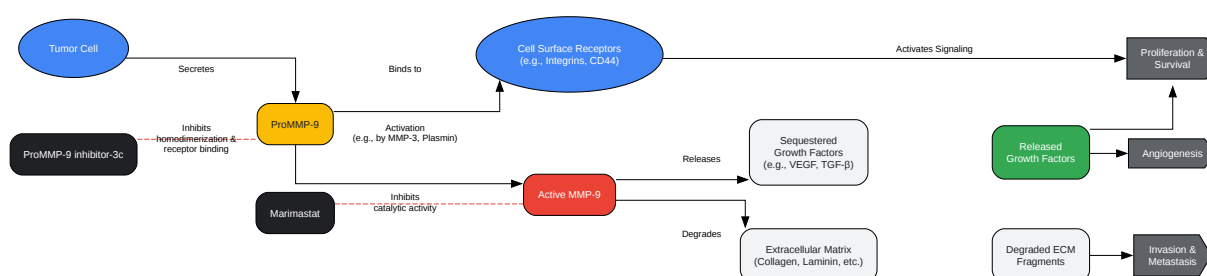 Tumor Cell
Secretes
Binds to
Cell Surface Receptors
(e.g., Integrins, CD44)
Activates Signaling
Proliferation &
Survival
ProMMP-9 inhibitor-3c
Inhibits
homodimerization &
receptor binding
ProMMP-9
Activation
(e.g., by MMP-3, Plasmin)
Marimastat
Inhibits
catalytic activity
Active MMP-9
Releases
Sequestered
Growth Factors
(e.g., VEGF, TGF-β)
Degrades
Extracellular Matrix
(Collagen, Laminin, etc.)
Released
Growth Factors
Angiogenesis
Degraded ECM
Fragments
Invasion &
Metastasis